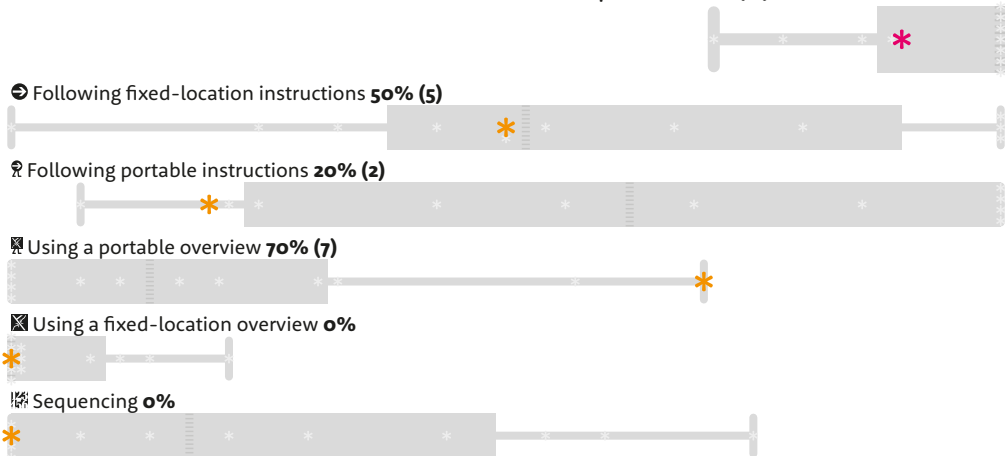 Following fixed-location instructions 50% (5)
Following portable instructions 20% (2)
Using a portable overview 70% (7)
Using a fixed-location overview 0%
Sequencing 0%